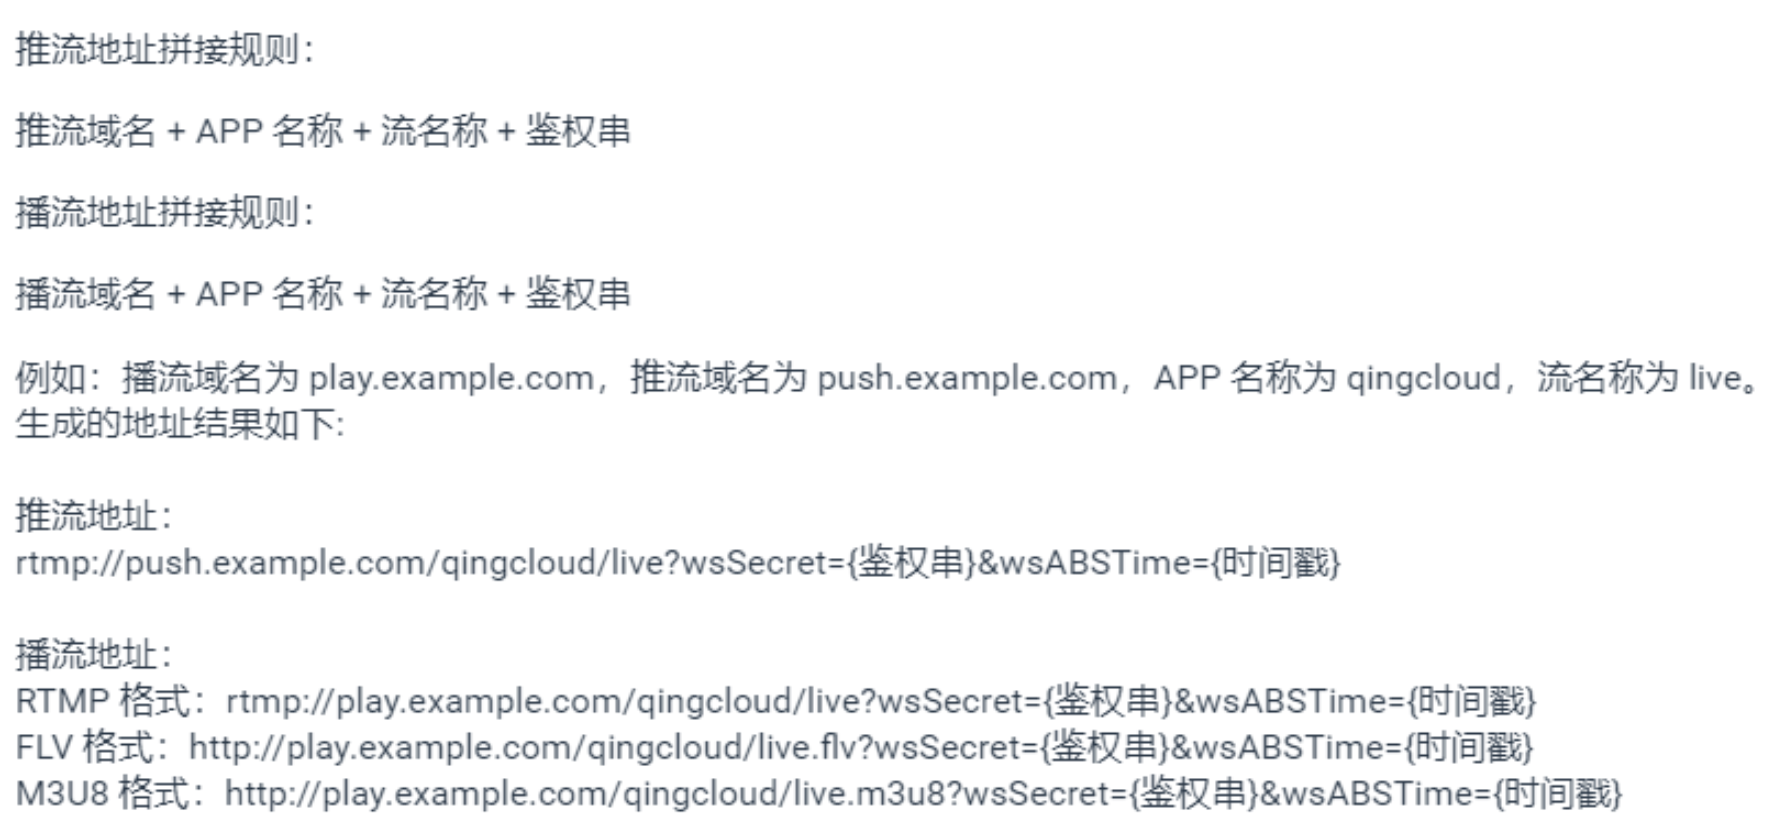 推流地址拼接规则：
推流域名 + APP 名称 + 流名称 + 鉴权串
播流地址拼接规则：
播流域名 + APP 名称 + 流名称 + 鉴权串
例如：播流域名为 play.example.com，推流域名为 push.example.com，APP 名称为 qingcloud，流名称为 live。
生成的地址结果如下:
推流地址：
rtmp://push.example.com/qingcloud/live?wsSecret={鉴权串}&wsABSTime={时间戳}
播流地址：
RTMP 格式：rtmp://play.example.com/qingcloud/live?wsSecret={鉴权串}&wsABSTime={时间戳}
FLV 格式：http://play.example.com/qingcloud/live.flv?wsSecret={鉴权串}&wsABSTime={时间戳}
M3U8 格式：http://play.example.com/qingcloud/live.m3u8?wsSecret={鉴权串}&wsABSTime={时间戳}